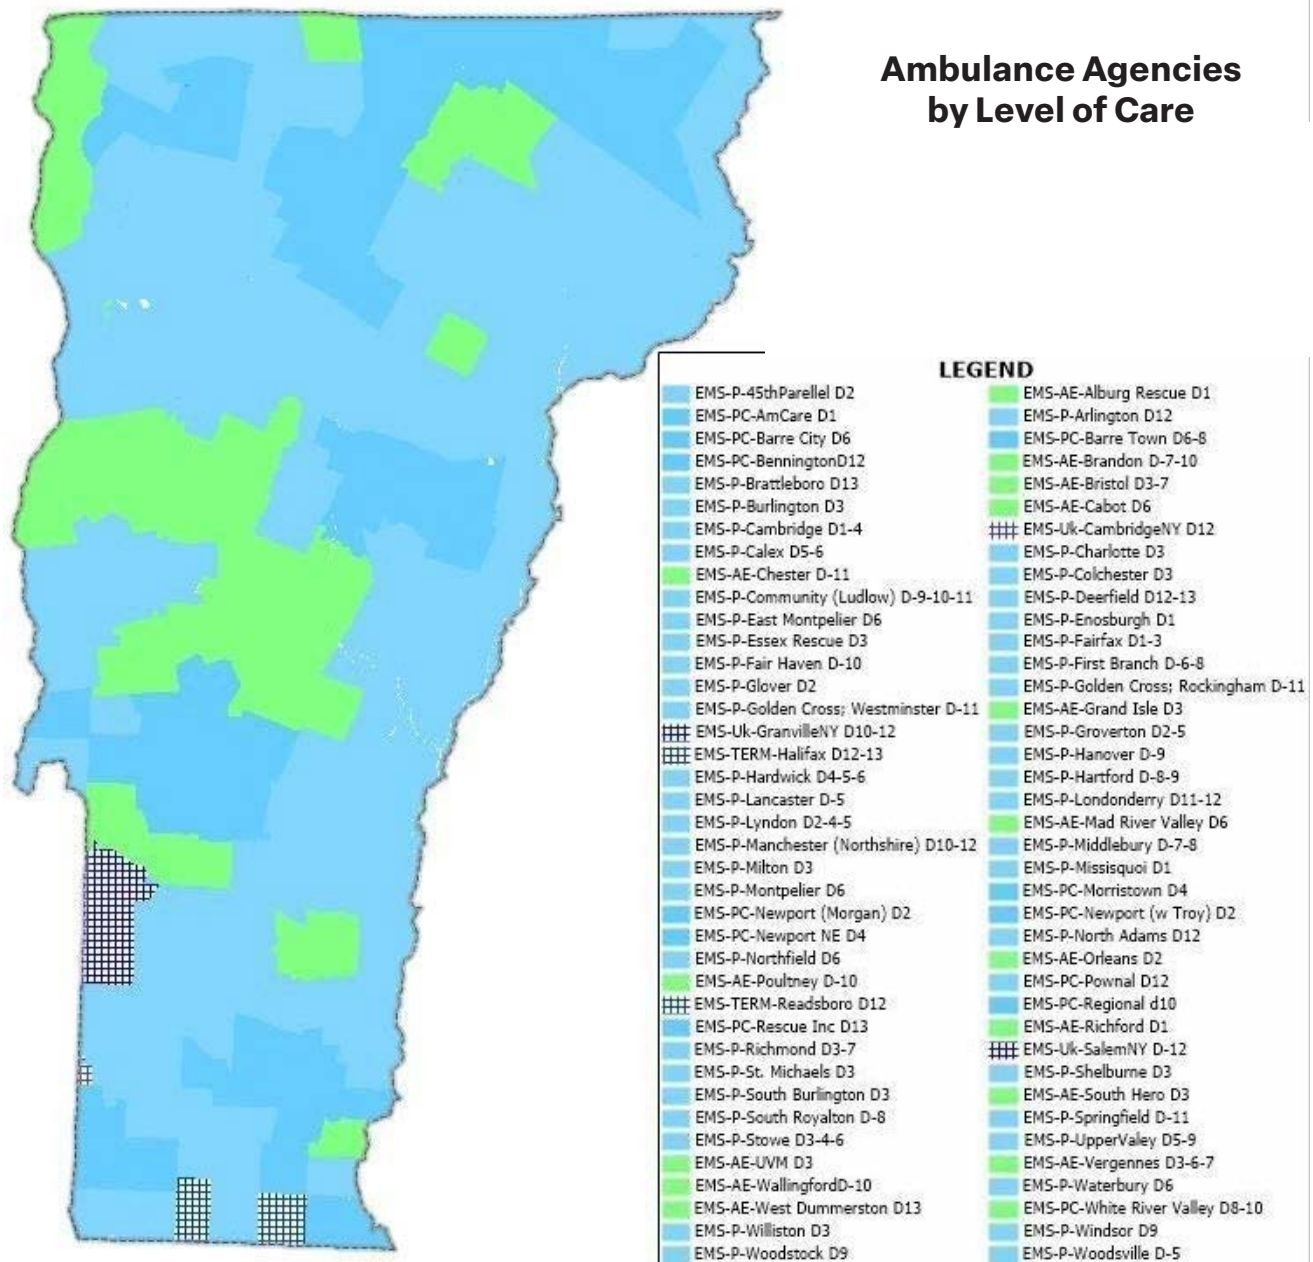 Ambulance Agencies
by Level of Care
LEGEND
EMS-P-45thParellel D2
EMS-PC-AmCare D1
EMS-PC-Barre City D6
EMS-PC-BenningtonD12
EMS-P-Brattleboro D13
EMS-P-Burlington D3
EMS-P-Cambridge D1-4
EMS-P-Calex D5-6
EMS-AE-Chester D-11
EMS-P-Community (Ludlow) D-9-10-11
EMS-P-East Montpelier D6
EMS-P-Essex Rescue D3
EMS-P-Fair Haven D-10
EMS-P-Glover D2
EMS-P-Golden Cross; Westminster D-11
EMS-Uk-GranvilleNY D10-12
EMS-TERM-Halifax D12-13
EMS-P-Hardwick D4-5-6
EMS-P-Lancaster D-5
EMS-P-Lyndon D2-4-5
EMS-P-Manchester (Northshire) D10-12
EMS-P-Milton D3
EMS-P-Montpelier D6
EMS-PC-Newport (Morgan) D2
EMS-PC-Newport NE D4
EMS-P-Northfield D6
EMS-AE-Poultney D-10
EMS-TERM-Readsboro D12
EMS-PC-Rescue Inc D13
EMS-P-Richmond D3-7
EMS-P-St. Michaels D3
EMS-P-South Burlington D3
EMS-P-South Royalton D-8
EMS-P-Stowe D3-4-6
EMS-AE-UVM D3
EMS-AE-WallingfordD-10
EMS-AE-West Dummerston D13
EMS-P-Williston D3
EMS-P-Woodstock D9
EMS-AE-Alburg Rescue D1
EMS-P-Arlington D12
EMS-PC-Barre Town D6-8
EMS-AE-Brandon D-7-10
EMS-AE-Bristol D3-7
EMS-AE-Cabot D6
EMS-Uk-CambridgeNY D12
EMS-P-Charlotte D3
EMS-P-Colchester D3
EMS-P-Deerfield D12-13
EMS-P-Enosburgh D1
EMS-P-Fairfax D1-3
EMS-P-First Branch D-6-8
EMS-P-Golden Cross; Rockingham D-11
EMS-AE-Grand Isle D3
EMS-P-Groverton D2-5
EMS-P-Hanover D-9
EMS-P-Hartford D-8-9
EMS-P-Londonderry D11-12
EMS-AE-Mad River Valley D6
EMS-P-Middlebury D-7-8
EMS-P-Missisquoi D1
EMS-PC-Morristown D4
EMS-PC-Newport (w Troy) D2
EMS-P-North Adams D12
EMS-AE-Orleans D2
EMS-PC-Pownal D12
EMS-PC-Regional d10
EMS-AE-Richford D1
EMS-Uk-SalemNY D-12
EMS-P-Shelburne D3
EMS-AE-South Hero D3
EMS-P-Springfield D-11
EMS-P-UpperValey D5-9
EMS-AE-Vergennes D3-6-7
EMS-P-Waterbury D6
EMS-PC-White River Valley D8-10
EMS-P-Windsor D9
EMS-P-Woodsville D-5